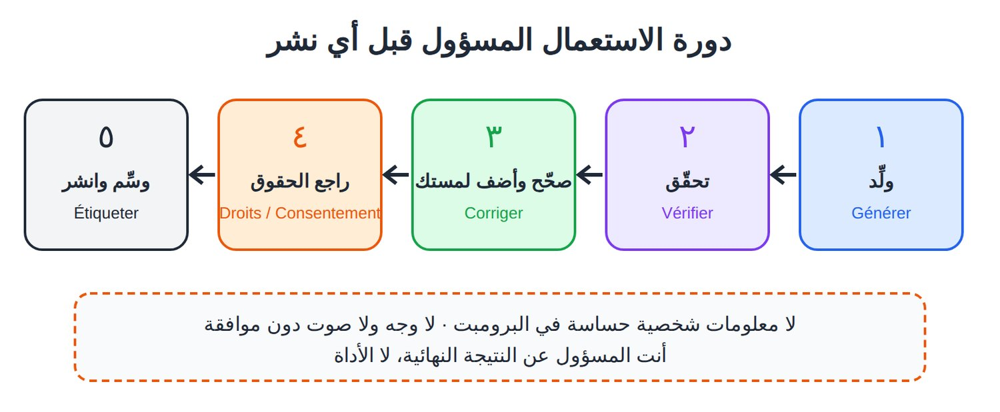 دورة الاستعمال المسؤول قبل أي نشر
١
ولِّد
Générer
٢
تحقّق
Vérifier
٣
صحّح وأضف لمستك
Corriger
٤
راجع الحقوق
Droits / Consentement
٥
وسِّم وانشر
Étiqueter
لا معلومات شخصية حساسة في البرومبت · لا وجه ولا صوت دون موافقة
أنت المسؤول عن النتيجة النهائية، لا الأداة